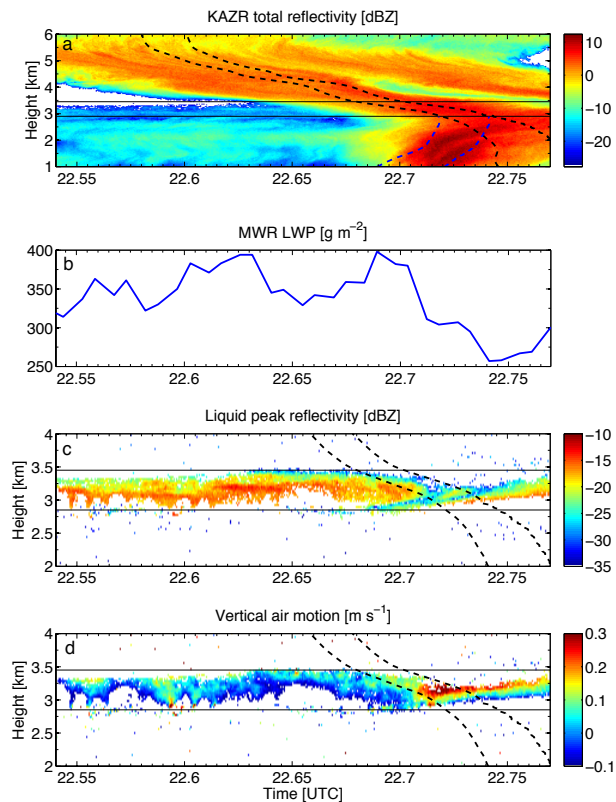 KAZR total reflectivity [dBZ]
a
Height [km]
6
5
4
3
2
1
22.55 22.6 22.65 22.7 22.75
10
0
−10
−20
MWR LWP [g m⁻²]
b
400
350
300
250
22.55 22.6 22.65 22.7 22.75
Liquid peak reflectivity [dBZ]
c
Height [km]
4
3.5
3
2.5
2
22.55 22.6 22.65 22.7 22.75
−10
−15
−20
−25
−30
−35
Vertical air motion [m s⁻¹]
d
Height [km]
4
3.5
3
2.5
2
22.55 22.6 22.65 22.7 22.75
0.3
0.2
0.1
0
−0.1
Time [UTC]